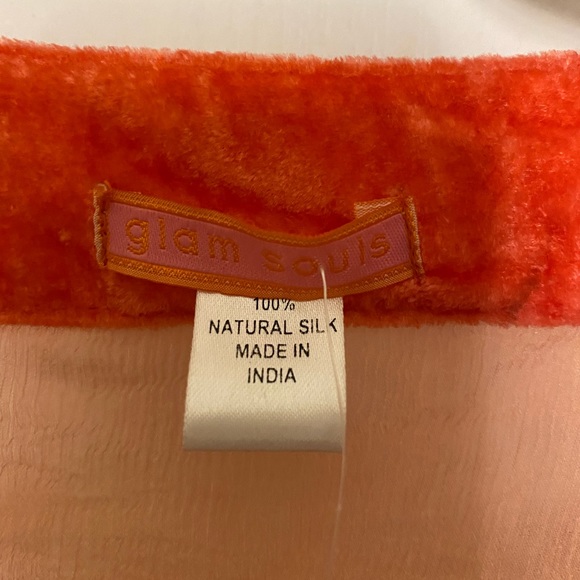 glam souls
100%
NATURAL SILK
MADE IN
INDIA